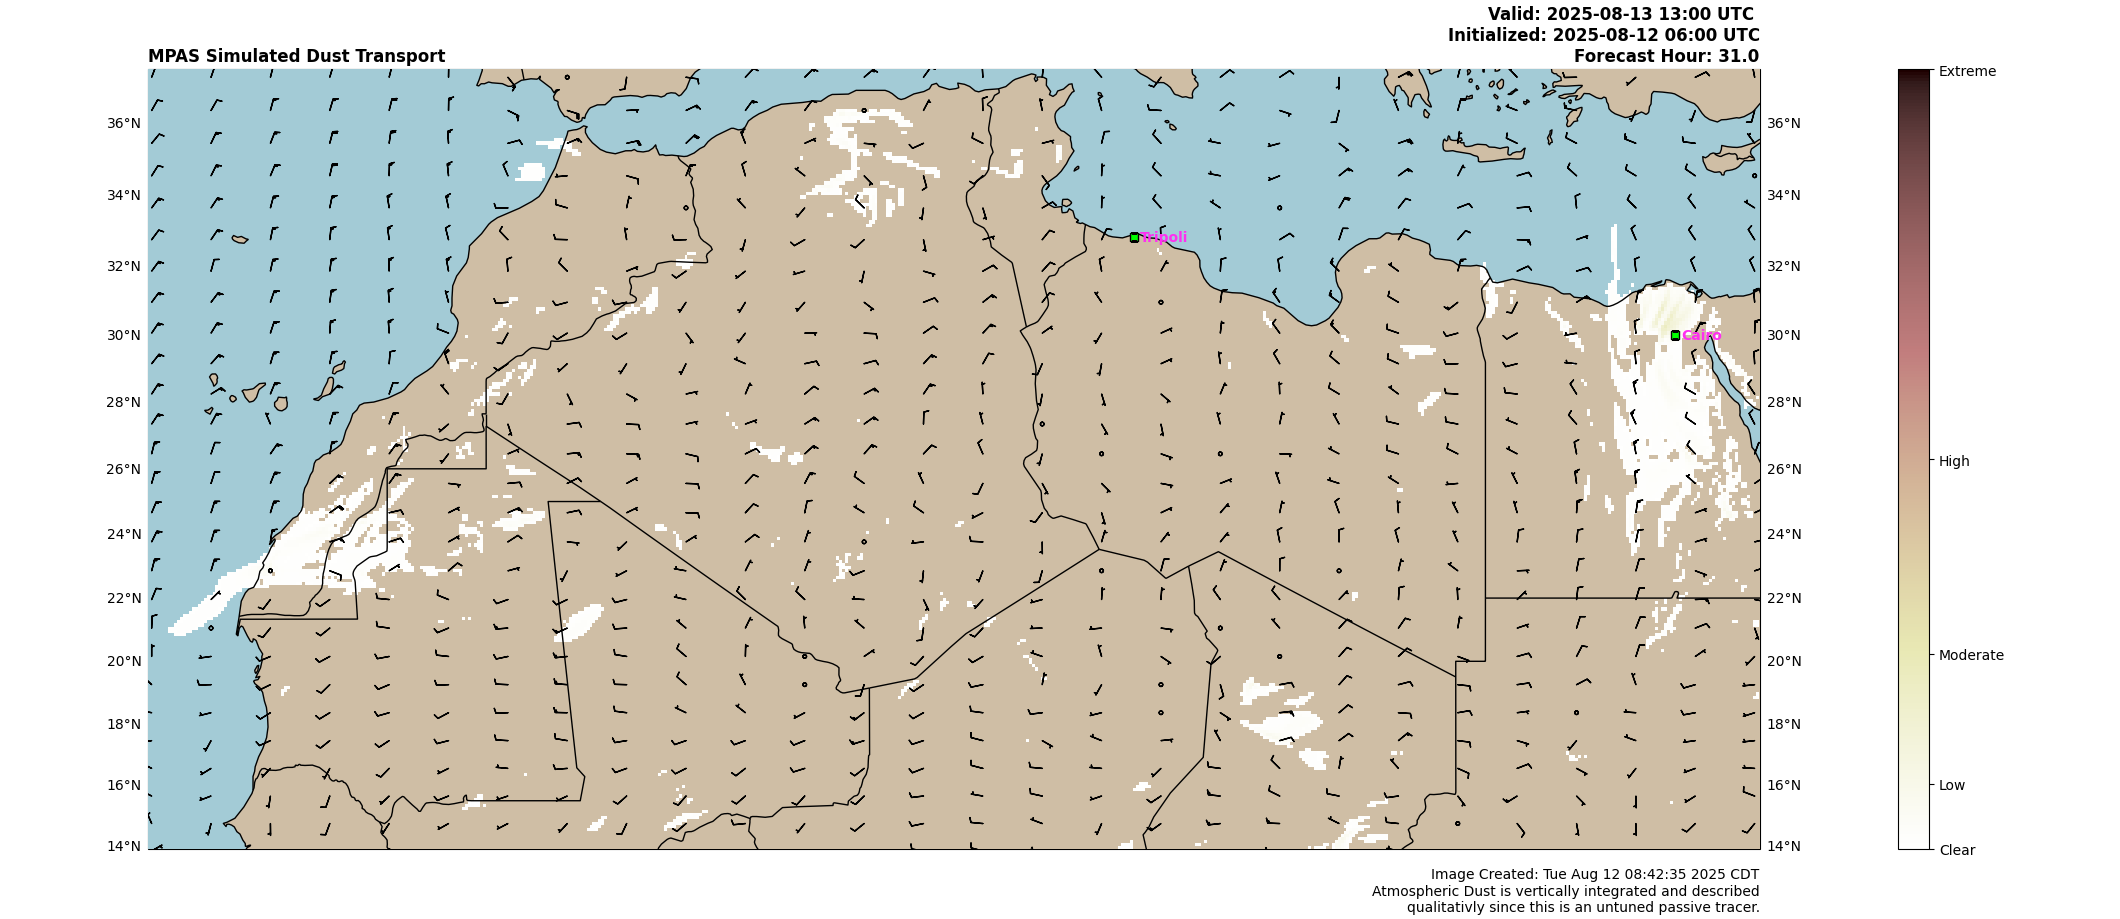 Valid: 2025-08-13 13:00 UTC
Initialized: 2025-08-12 06:00 UTC
MPAS Simulated Dust Transport
Forecast Hour: 31.0
Extreme
36°N
36°N
34°N
34°N
Tripoli
32°N
32°N
30°N
Cairo
30°N
28°N
28°N
26°N
26°N
High
24°N
24°N
22°N
22°N
20°N
20°N
Moderate
18°N
18°N
16°N
16°N
Low
14°N
14°N
Clear
Image Created: Tue Aug 12 08:42:35 2025 CDT
Atmospheric Dust is vertically integrated and described
qualitativly since this is an untuned passive tracer.